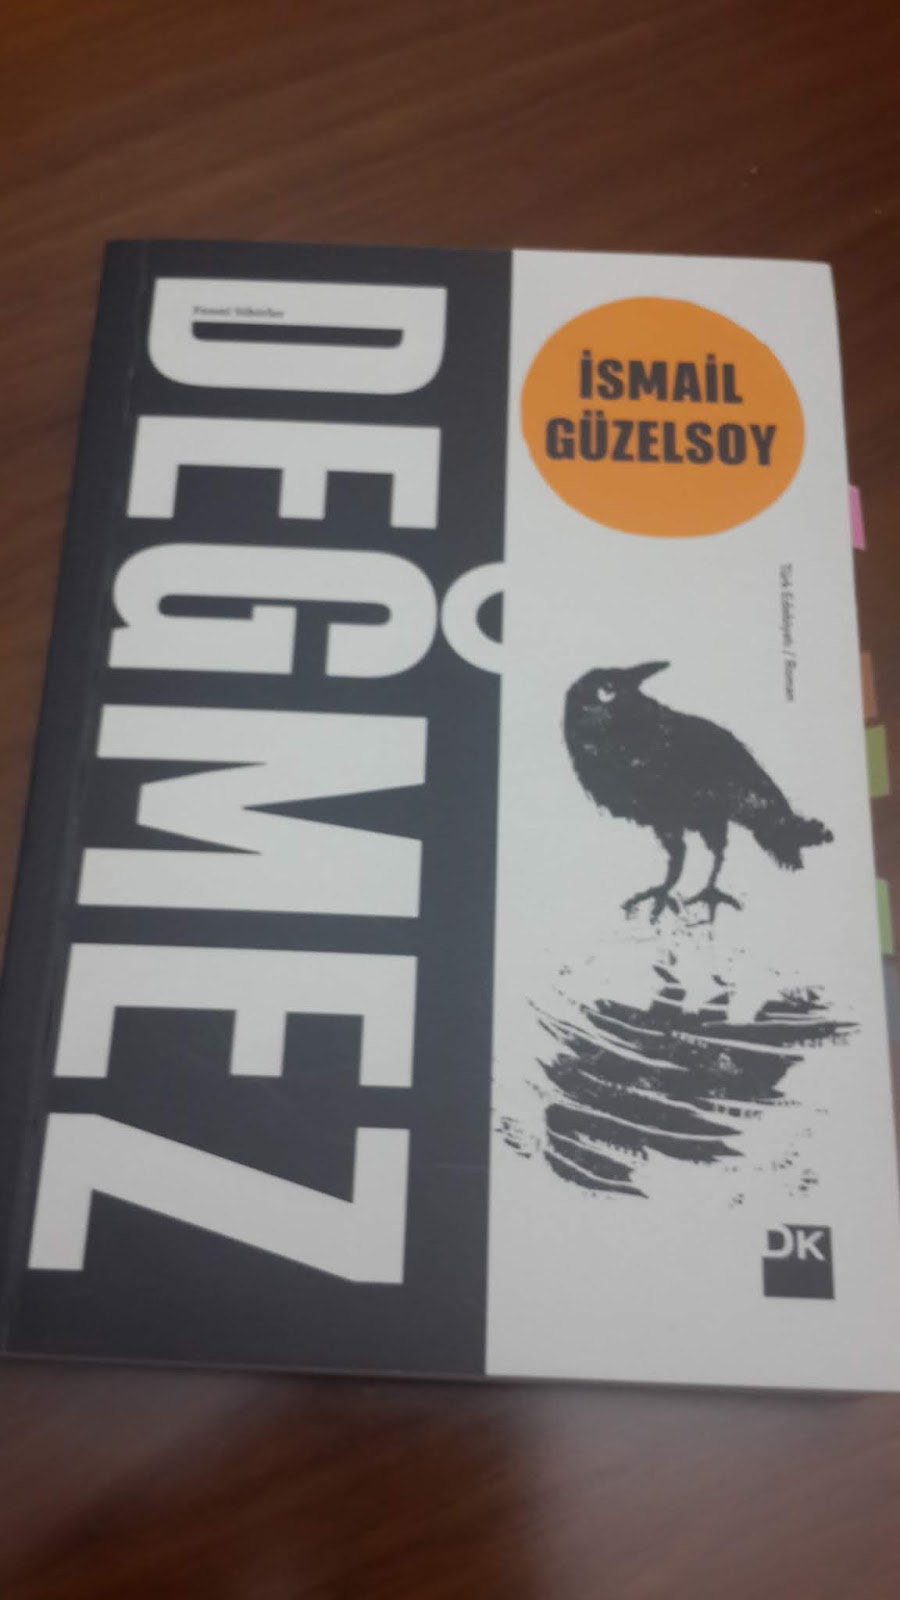 DEĞMEZ
İSMAİL
GÜZELSOY
Türk Edebiyatı / Roman
DK